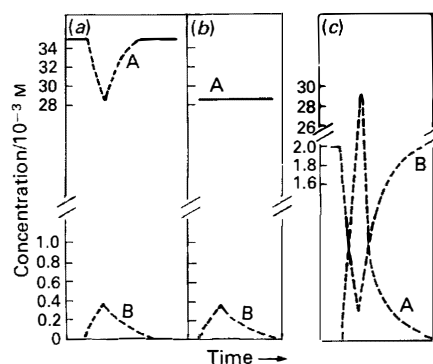 Concentration/10⁻³ M
(a)
34
32
30
28
A
1.0
0.8
0.6
0.4
0.2
0
B
(b)
A
B
(c)
30
28
26
2.0
1.8
1.6
B
A
Time →